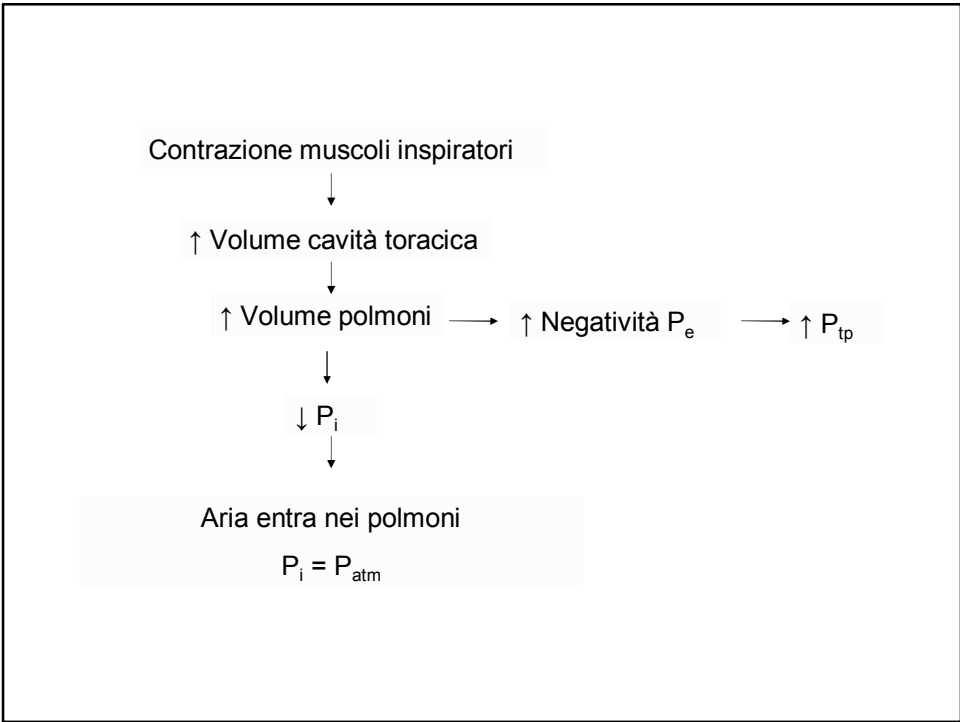 Contrazione muscoli inspiratori
↑ Volume cavità toracica
↑ Volume polmoni → ↑ Negatività Pe → ↑ Ptp
↓ Pi
Aria entra nei polmoni
Pi = Patm